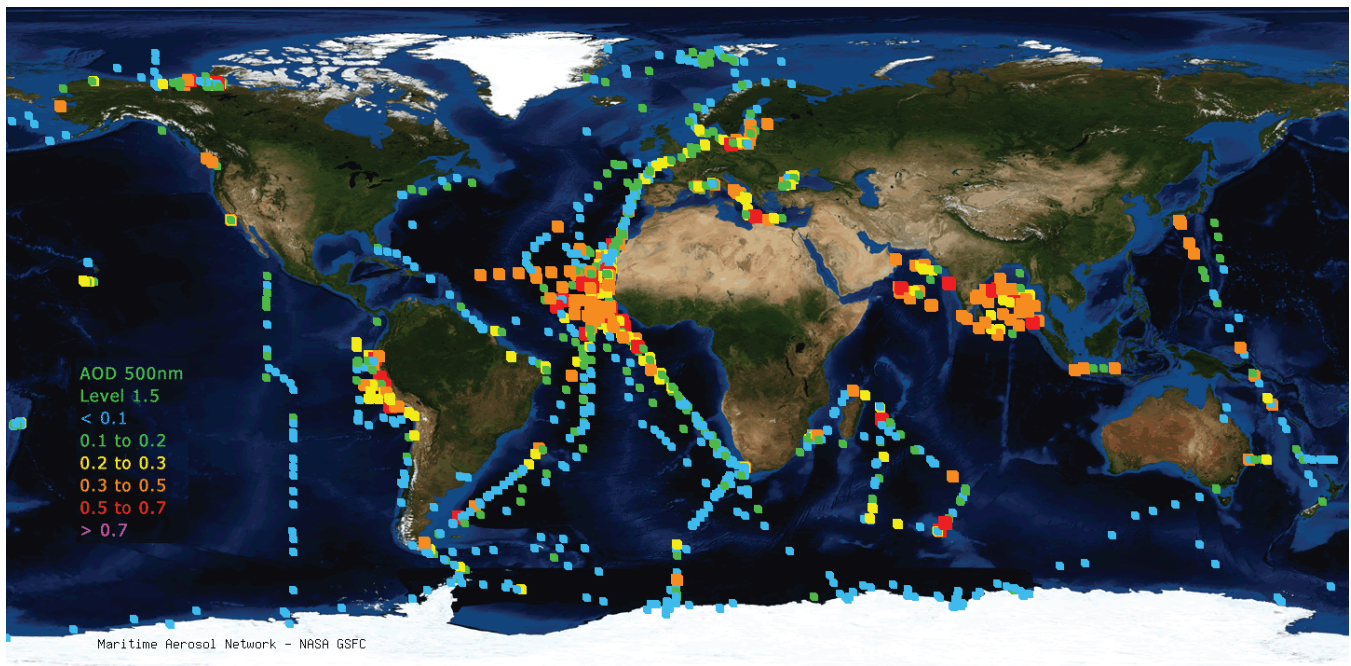 AOD 500nm
Level 1.5
< 0.1
0.1 to 0.2
0.2 to 0.3
0.3 to 0.5
0.5 to 0.7
> 0.7
Maritime Aerosol Network - NASA GSFC